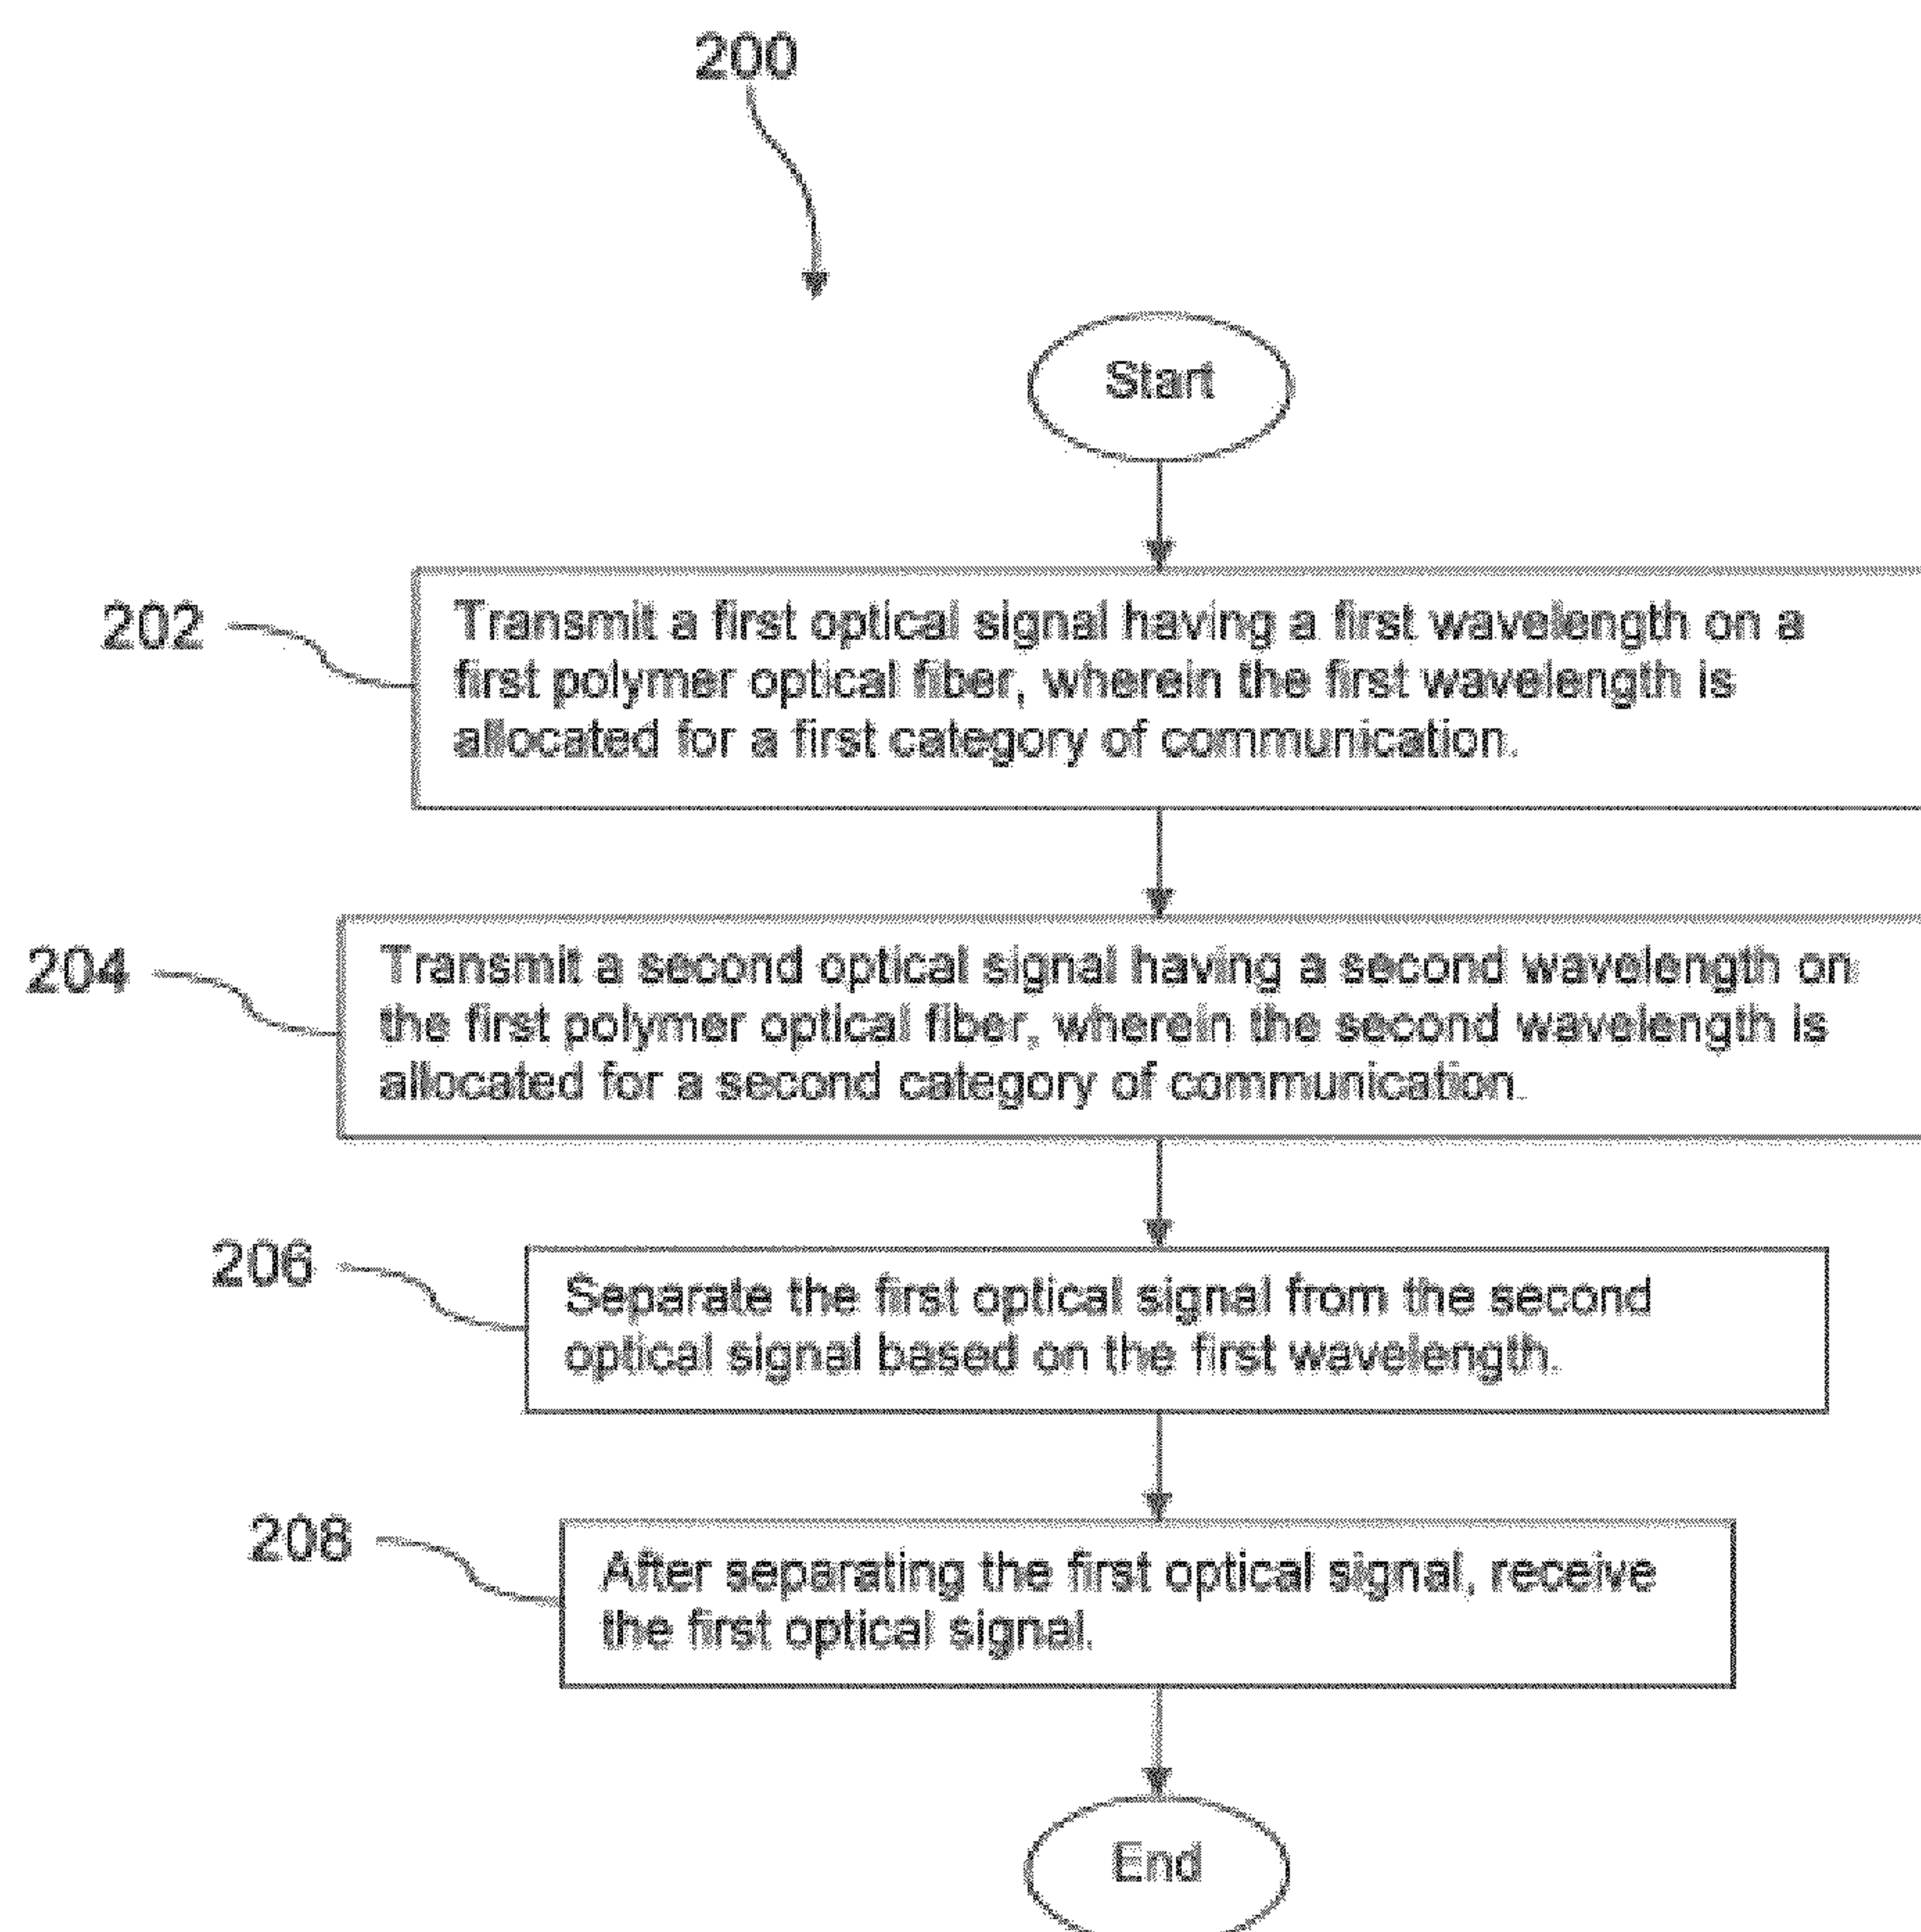 200
Start
202
Transmit a first optical signal having a first wavelength on a
first polymer optical fiber, wherein the first wavelength is
allocated for a first category of communication.
204
Transmit a second optical signal having a second wavelength on
the first polymer optical fiber, wherein the second wavelength is
allocated for a second category of communication.
206
Separate the first optical signal from the second
optical signal based on the first wavelength.
208
After separating the first optical signal, receive
the first optical signal.
End